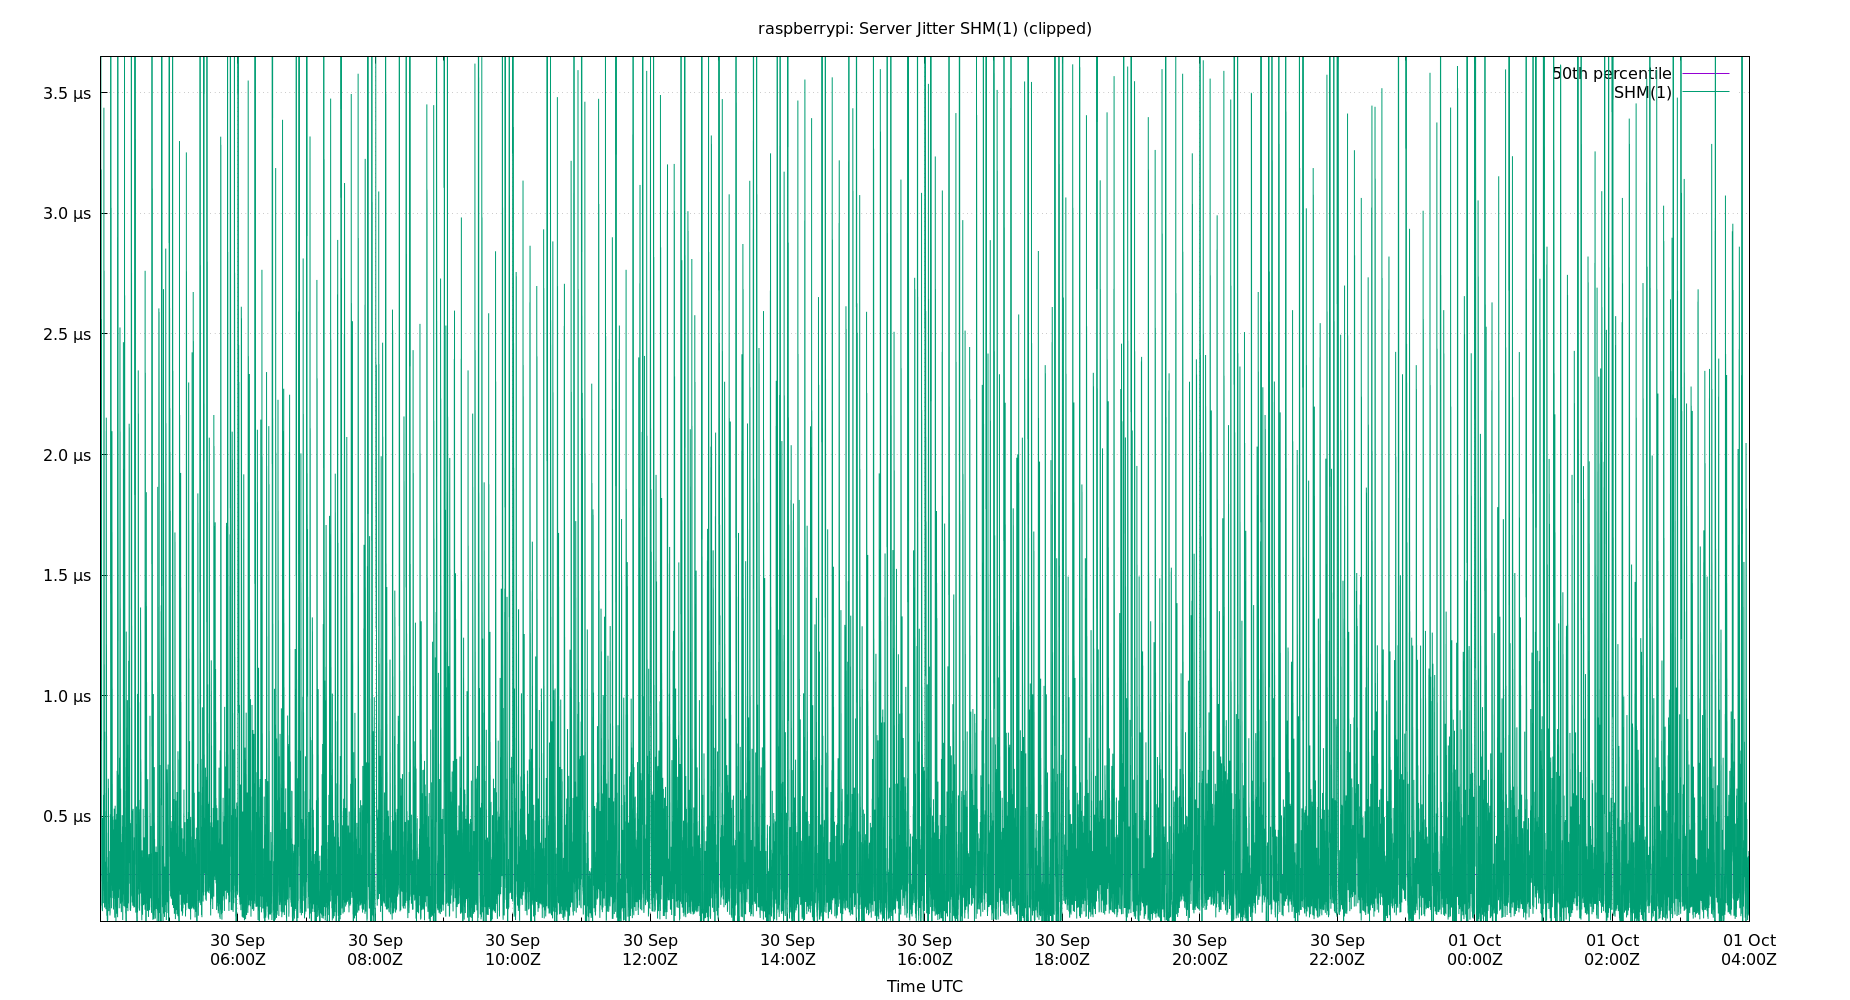 raspberrypi: Server Jitter SHM(1) (clipped)
50th percentile
SHM(1)
3.5 µs
3.0 µs
2.5 µs
2.0 µs
1.5 µs
1.0 µs
0.5 µs
30 Sep 30 Sep 30 Sep 30 Sep 30 Sep 30 Sep 30 Sep 30 Sep 30 Sep 01 Oct 01 Oct 01 Oct
06:00Z 08:00Z 10:00Z 12:00Z 14:00Z 16:00Z 18:00Z 20:00Z 22:00Z 00:00Z 02:00Z 04:00Z
Time UTC